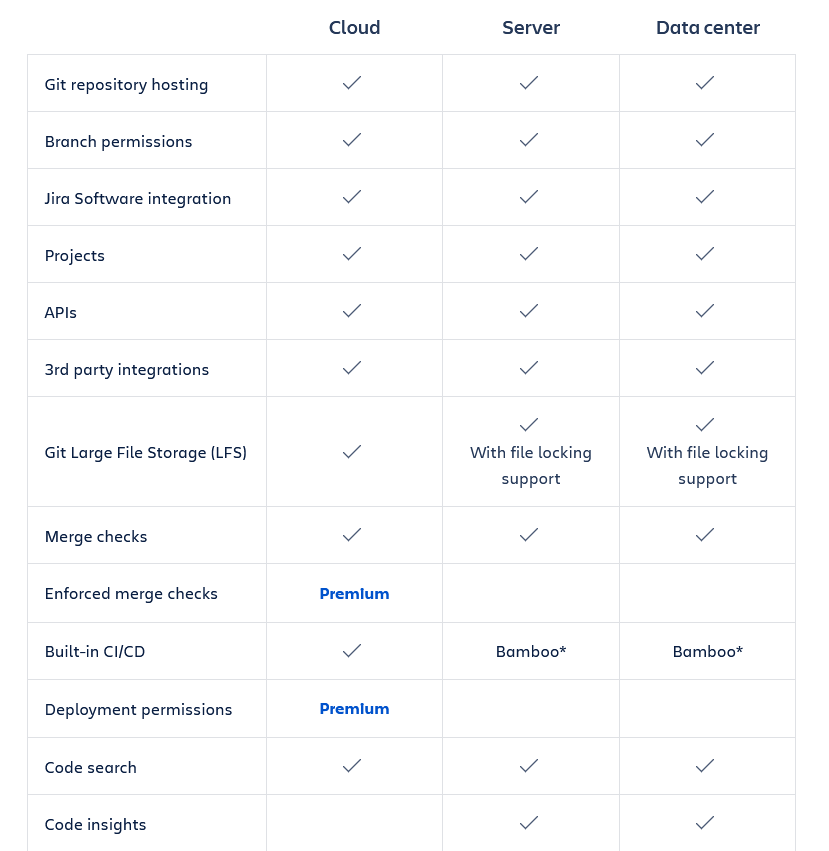 Cloud Server Data center
Git repository hosting
Branch permissions
Jira Software integration
Projects
APIs
3rd party integrations
Git Large File Storage (LFS)
With file locking support
With file locking support
Merge checks
Enforced merge checks Premium
Built-in CI/CD Bamboo* Bamboo*
Deployment permissions Premium
Code search
Code insights